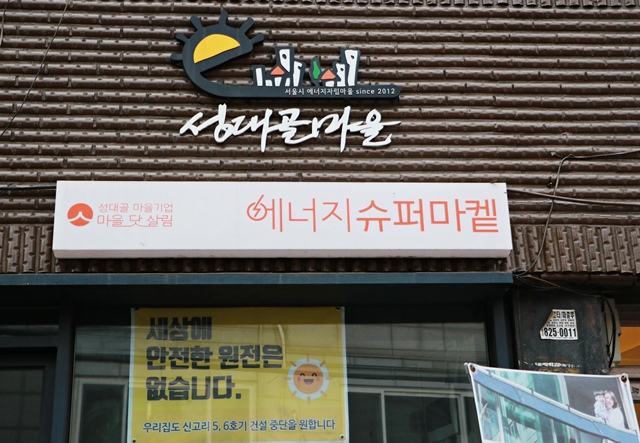 서울시 에너지자립마을 since 2012
성대골마을
성대골 마을기업
마을 닷 살림
에너지슈퍼마켙
세상에
안전한 원전은
없습니다.
우리집도 신고리 5, 6호기 건설 중단을 원합니다
825-0011